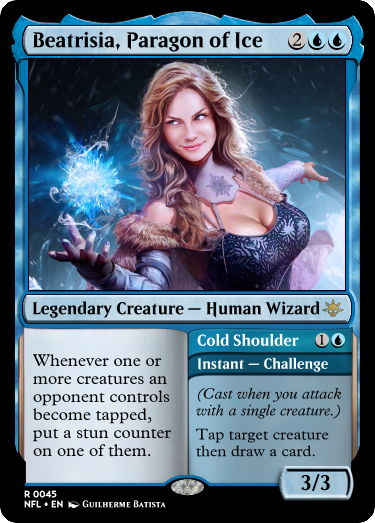 Beatrisia, Paragon of Ice 2
Legendary Creature — Human Wizard
Whenever one or
more creatures an
opponent controls
become tapped,
put a stun counter
on one of them.
Cold Shoulder 1
Instant — Challenge
(Cast when you attack
with a single creature.)
Tap target creature
then draw a card.
3/3
R 0045
NFL • EN Guilherme Batista